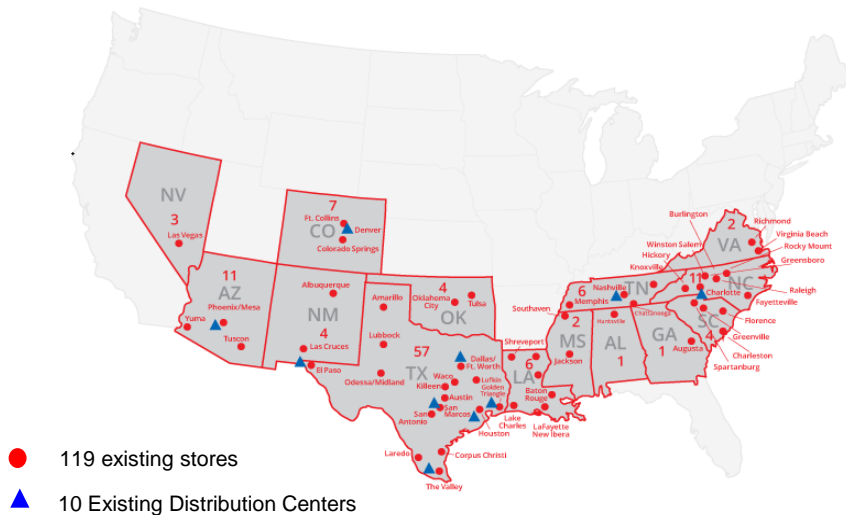 NV
3
Las Vegas
7
Ft. Collins
CO
Denver
Colorado Springs
11
AZ
Phoenix/Mesa
Yuma
Tuscon
Albuquerque
NM
4
Las Cruces
El Paso
4
Oklahoma
City
Tulsa
OK
Amarillo
Lubbock
57
TX
Odessa/Midland
Dallas/
Ft. Worth
Waco
Killeen
Lufkin
Golden
Triangle
Austin
San
Marcos
San
Antonio
Houston
Laredo
Corpus Christi
The Valley
Shreveport
6
LA
Baton
Rouge
Lake
Charles
LaFayette
New Ibera
Southaven
2
MS
Jackson
6
Nashville
TN
Memphis
Knoxville
Chattanooga
Huntsville
AL
1
GA
1
Augusta
SC
4
Florence
Greenville
Charleston
Spartanburg
11
NC
Charlotte
Burlington
Winston Salem
Hickory
Greensboro
Raleigh
Fayetteville
Rocky Mount
2
VA
Richmond
Virginia Beach
119 existing stores
10 Existing Distribution Centers